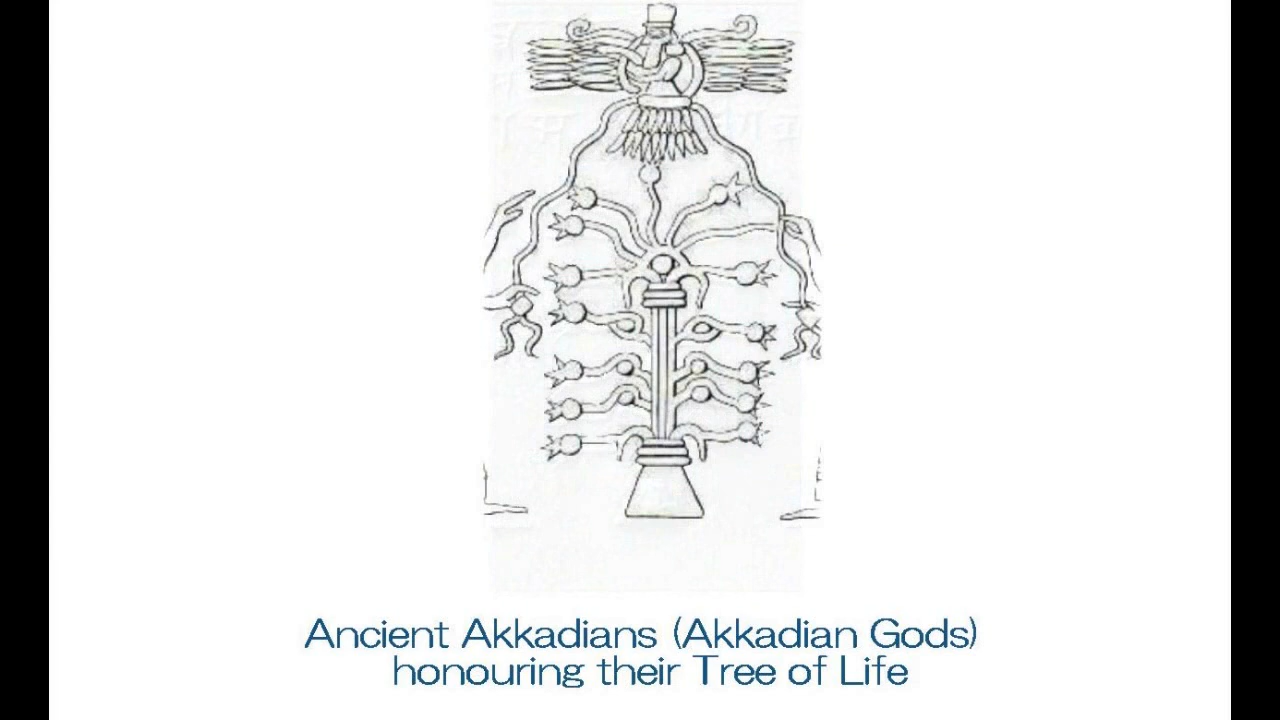 Ancient Akkadians (Akkadian Gods)
honouring their Tree of Life